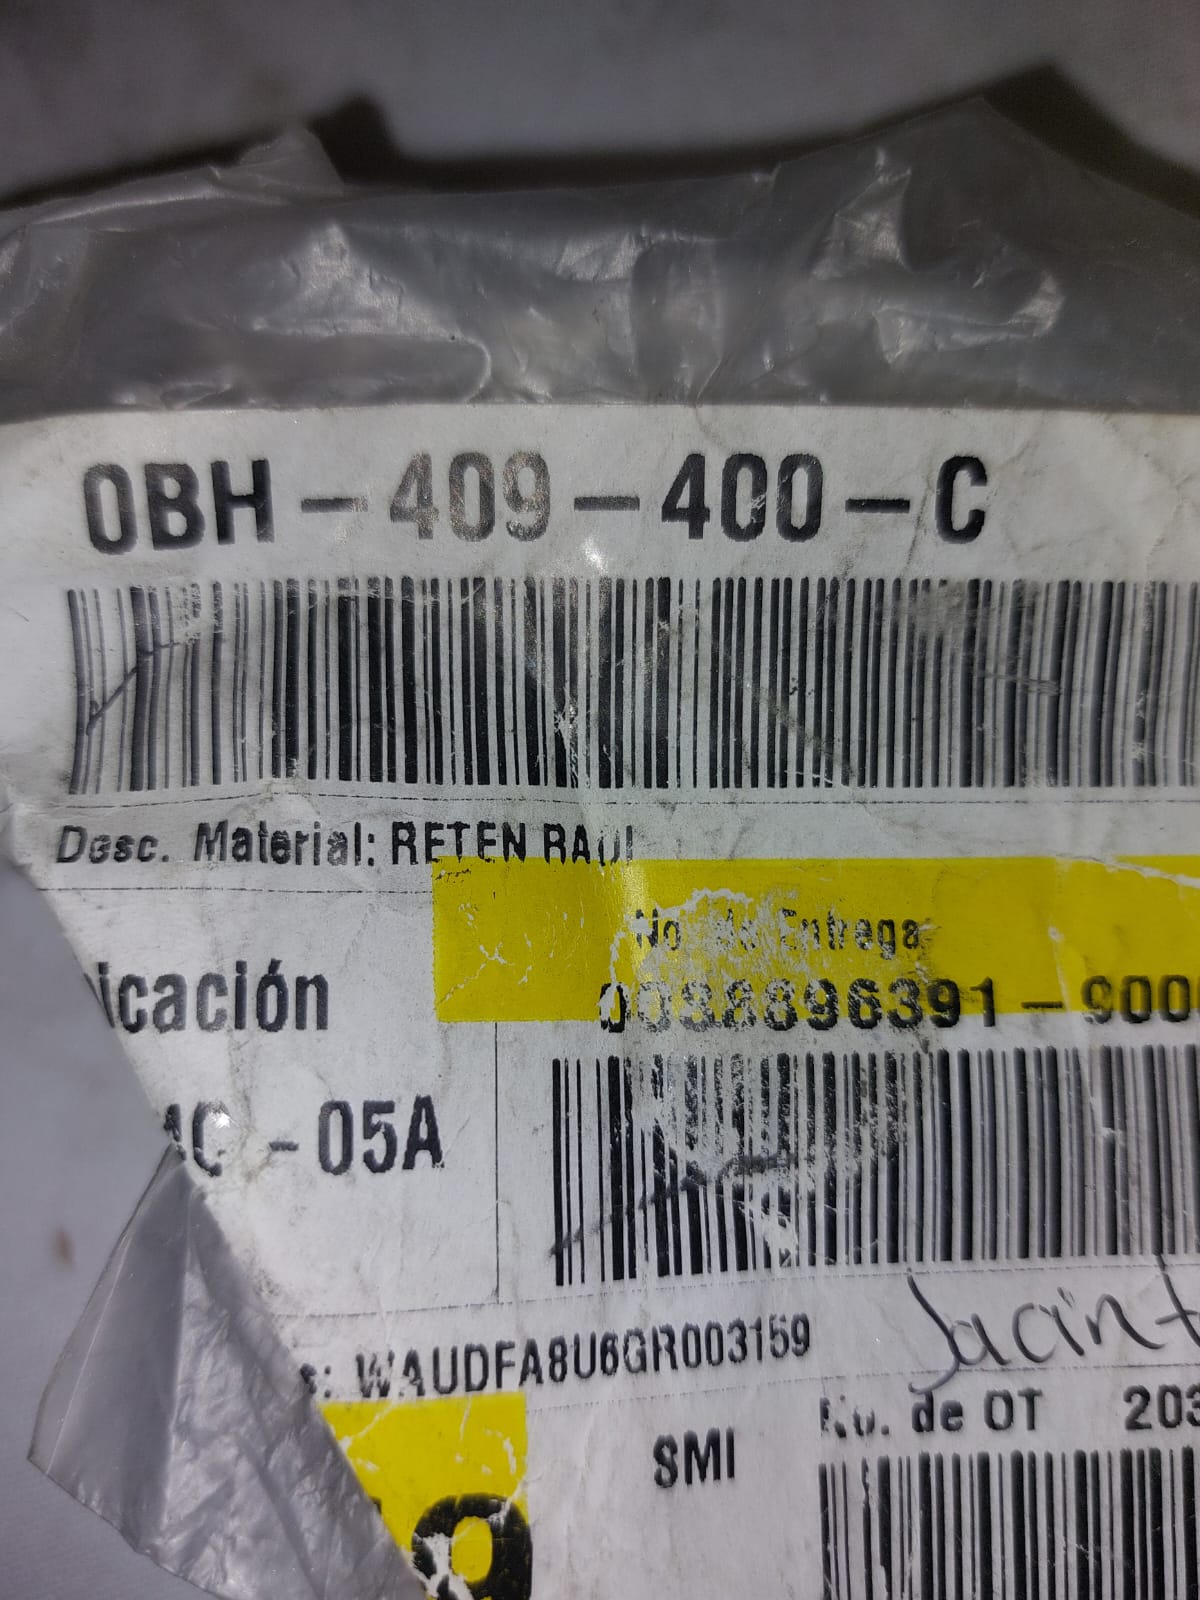 0BH-409-400-C
Desc. Material: RETEN RADI
icación
No. de Entrega
0038896391-900
-05A
s: WAUDFA8U6GR003159
Jacint
SMI
No. de OT 203